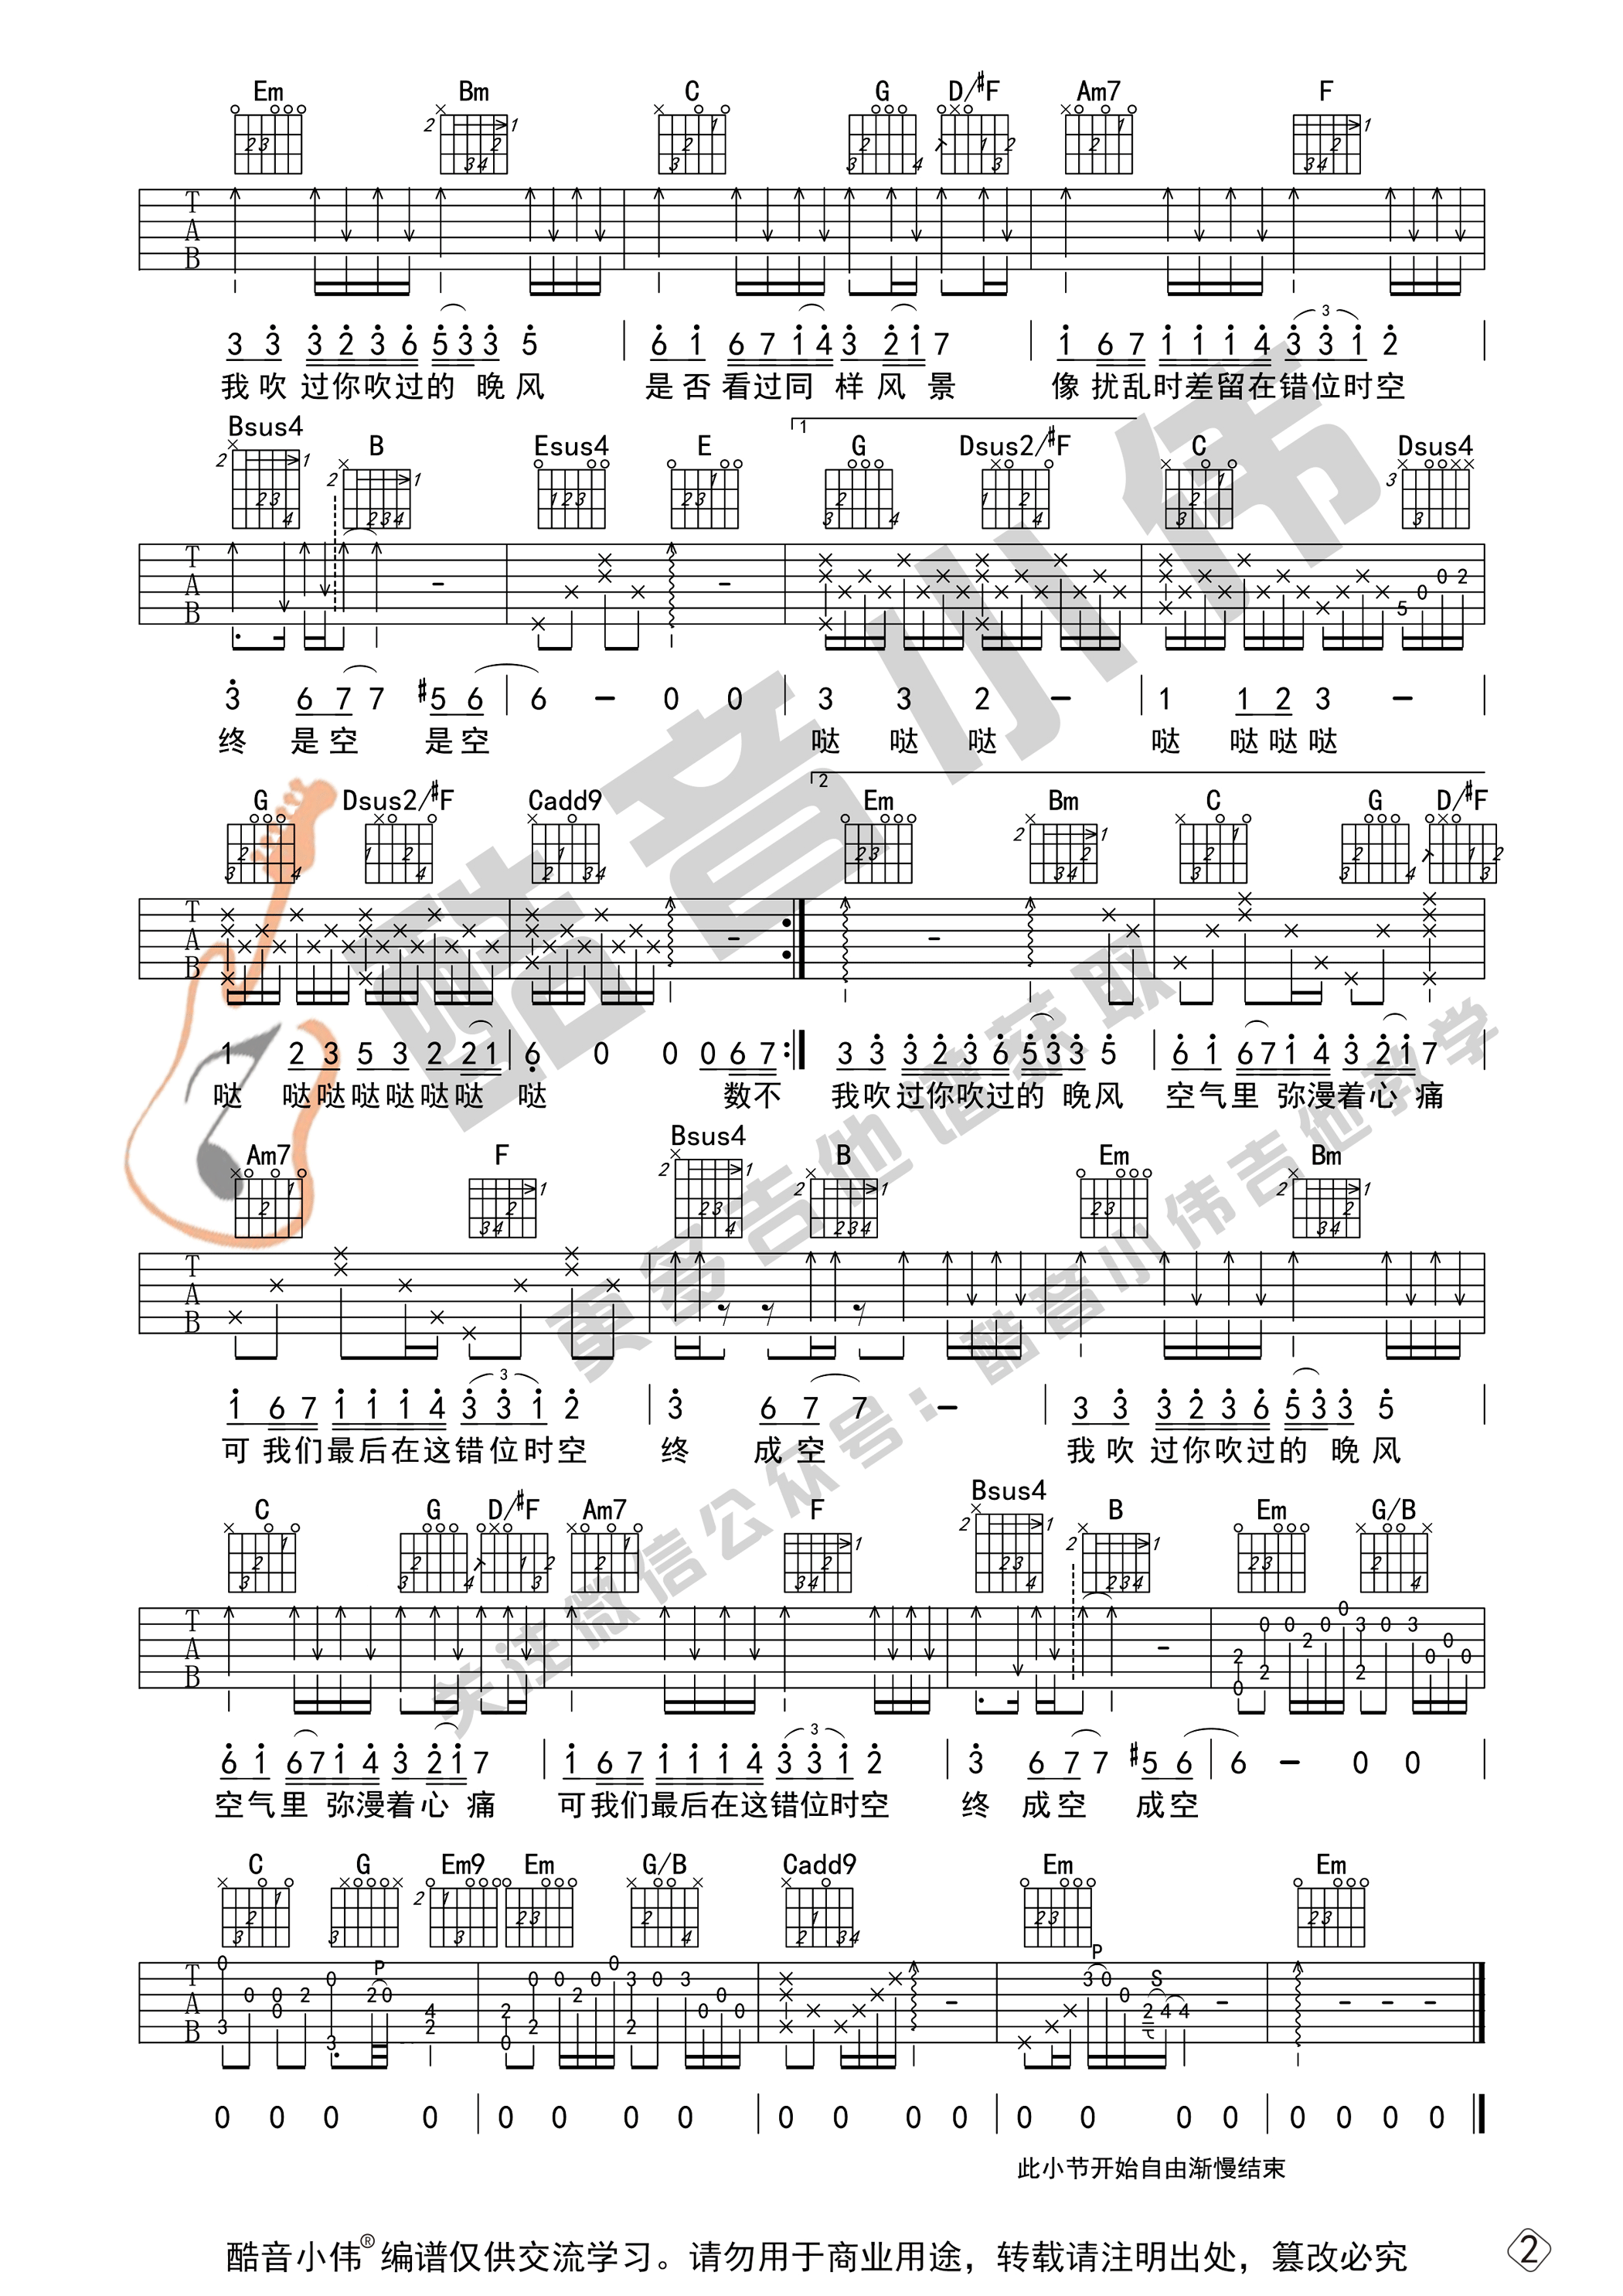 Em Bm C G D/#F Am7 F
3 3 3 2 3 6 5 3 3 5 | 6 1 6 7 1 4 3 2 1 7 | 1 6 7 1 1 1 4 3 3 1 2 |
我吹过你吹过的 晚风 是否看过同 样风景 像扰乱时差留在错位时空
Bsus4 B Esus4 E 1 G Dsus2/#F C Dsus4
3 6 7 7 #5 6 | 6 - 0 0 | 3 3 2 - | 1 1 2 3 - |
终 是空 是空 哒 哒 哒 哒 哒哒哒
G Dsus2/#F Cadd9 2 Em Bm C G D/#F
1 2 3 5 3 2 2 1 | 6 0 0 0 6 7 :| 3 3 3 2 3 6 5 3 3 5 | 6 1 6 7 1 4 3 2 1 7 |
哒 哒哒哒哒哒哒 哒 数不 我吹过你吹过的 晚风 空气里 弥漫着心 痛
Am7 F Bsus4 B Em Bm
1 6 7 1 1 1 4 3 3 1 2 | 3 6 7 7 - | 3 3 3 2 3 6 5 3 3 5 |
可 我们最后在这错位时空 终 成空 我吹 过你吹过的 晚风
C G D/#F Am7 F Bsus4 B Em G/B
6 1 6 7 1 4 3 2 1 7 | 1 6 7 1 1 1 4 3 3 1 2 | 3 6 7 7 #5 6 | 6 - 0 0 |
空气里 弥漫着心 痛 可我们最后在这错位时空 终 成空 成空
C G Em9 Em G/B Cadd9 Em Em
0 0 0 0 | 0 0 0 0 | 0 0 0 0 | 0 0 0 0 | 0 0 0 0
此小节开始自由渐慢结束
酷音小伟® 编谱仅供交流学习。请勿用于商业用途，转载请注明出处，篡改必究
2
酷音小伟
更多吉他谱获取
关注微信公众号：酷音小伟吉他教学